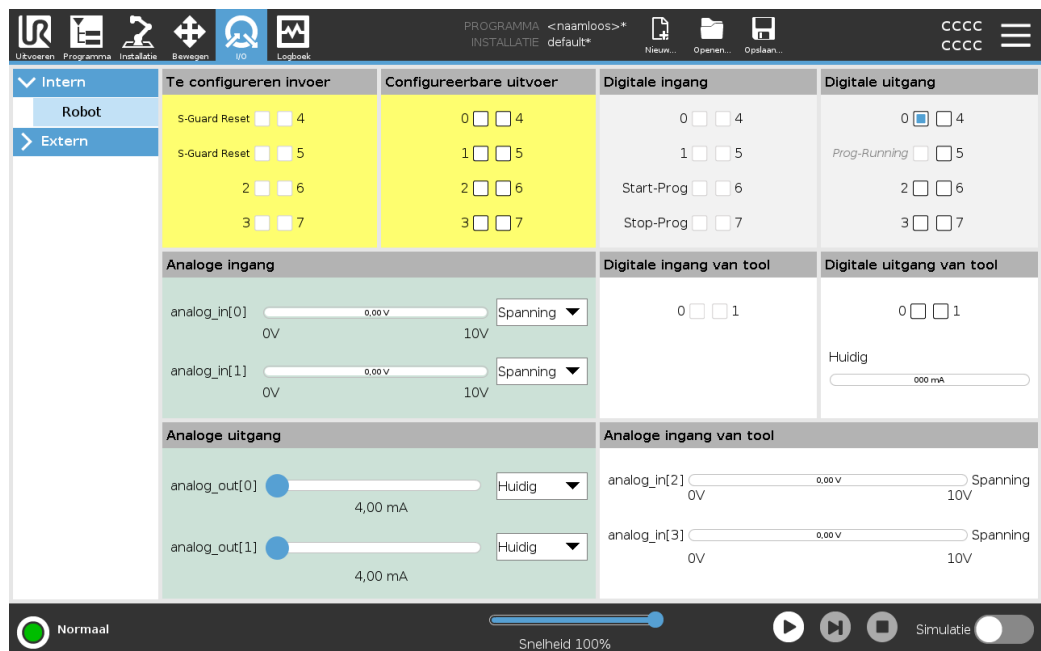 UR
Uitvoeren Programma Installatie Bewegen I/O Logboek
PROGRAMMA <naamloos>*
INSTALLATIE default*
Nieuw... Openen... Opslaan...
CCCC
CCCC
Intern
Robot
Extern
Te configureren invoer
S-Guard Reset 4
S-Guard Reset 5
2 6
3 7
Configureerbare uitvoer
0 4
1 5
2 6
3 7
Digitale ingang
0 4
1 5
Start-Prog 6
Stop-Prog 7
Digitale uitgang
0 4
Prog-Running 5
2 6
3 7
Analoge ingang
analog_in[0] 0,00 V Spanning
0V 10V
analog_in[1] 0,00 V Spanning
0V 10V
Digitale ingang van tool
0 1
Digitale uitgang van tool
0 1
Huidig
000 mA
Analoge uitgang
analog_out[0] Huidig
4,00 mA
analog_out[1] Huidig
4,00 mA
Analoge ingang van tool
analog_in[2] 0,00 V Spanning
0V 10V
analog_in[3] 0,00 V Spanning
0V 10V
Normaal
Snelheid 100%
Simulatie